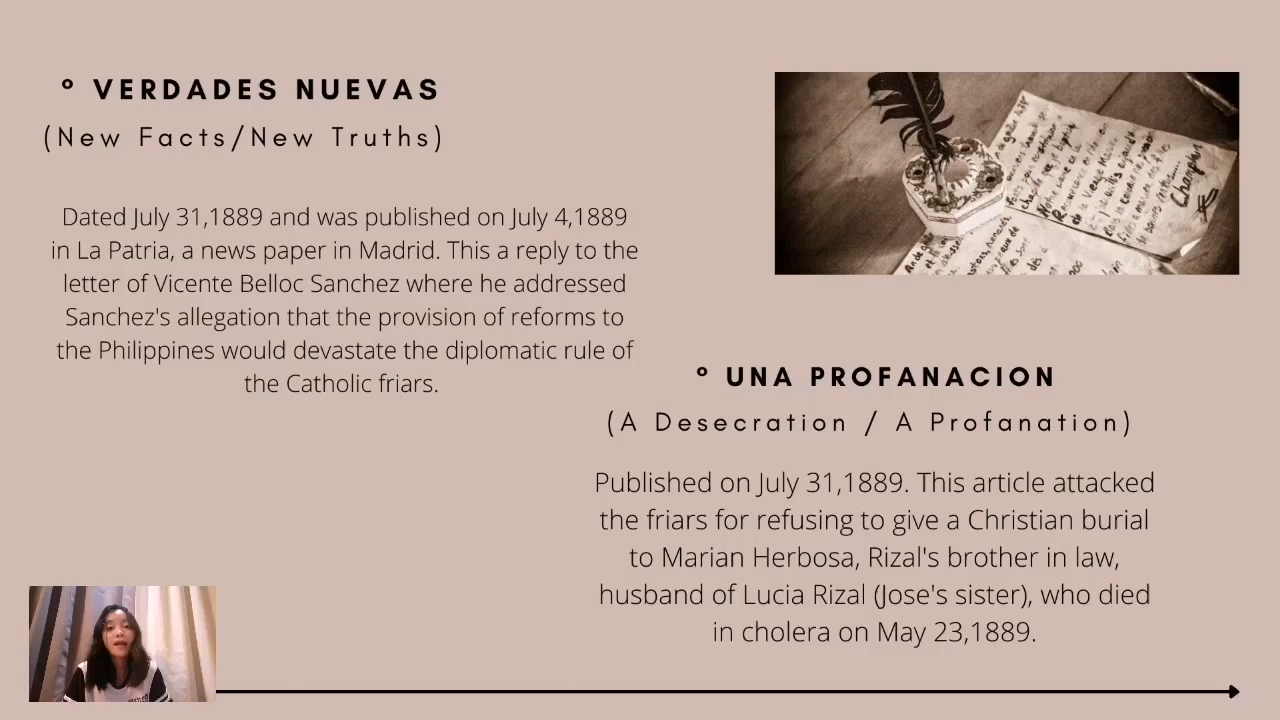 ° VERDADES NUEVAS
(New Facts/New Truths)
Dated July 31,1889 and was published on July 4,1889
in La Patria, a news paper in Madrid. This a reply to the
letter of Vicente Belloc Sanchez where he addressed
Sanchez's allegation that the provision of reforms to
the Philippines would devastate the diplomatic rule of
the Catholic friars.
° UNA PROFANACION
(A Desecration / A Profanation)
Published on July 31,1889. This article attacked
the friars for refusing to give a Christian burial
to Marian Herbosa, Rizal's brother in law,
husband of Lucia Rizal (Jose's sister), who died
in cholera on May 23,1889.